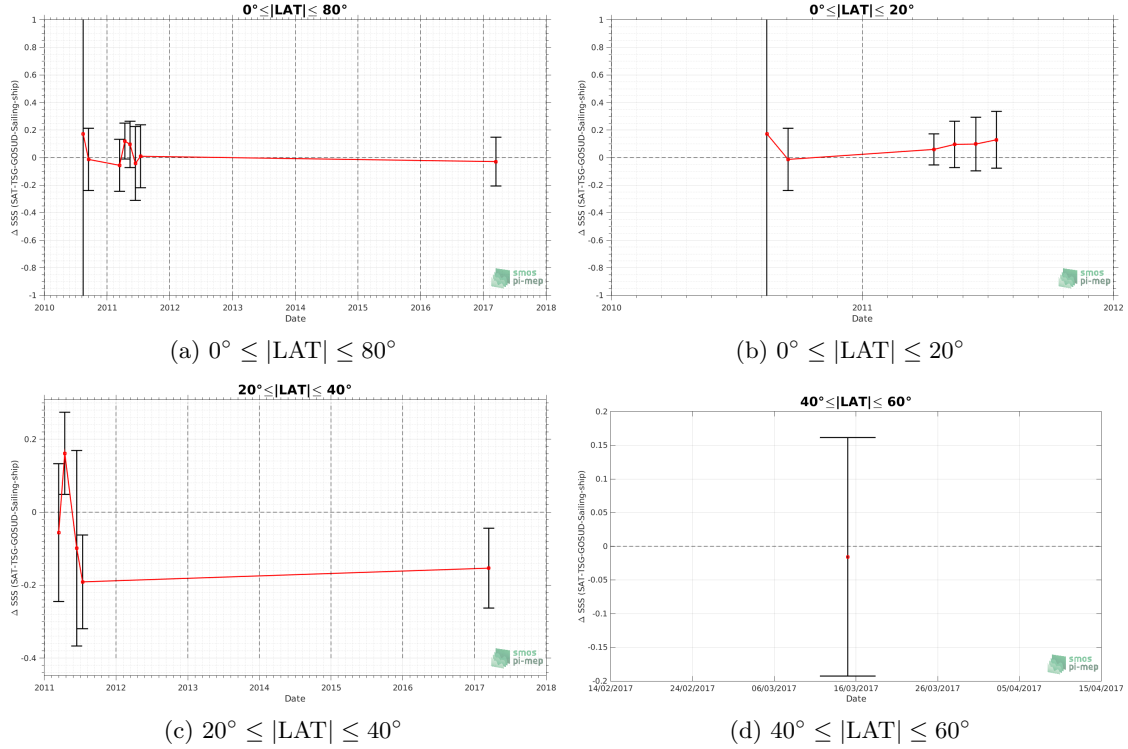 0°≤|LAT|≤ 80°
Δ SSS (SAT-TSG-GOSUD-Sailing-ship)
1
0.8
0.6
0.4
0.2
0
-0.2
-0.4
-0.6
-0.8
-1
2010 2011 2012 2013 2014 2015 2016 2017 2018
Date
smos
pi-mep
(a) 0° ≤ |LAT| ≤ 80°
0°≤|LAT|≤ 20°
Δ SSS (SAT-TSG-GOSUD-Sailing-ship)
1
0.8
0.6
0.4
0.2
0
-0.2
-0.4
-0.6
-0.8
-1
2010 2011 2012
Date
smos
pi-mep
(b) 0° ≤ |LAT| ≤ 20°
20°≤|LAT|≤ 40°
Δ SSS (SAT-TSG-GOSUD-Sailing-ship)
0.2
0
-0.2
-0.4
2011 2012 2013 2014 2015 2016 2017 2018
Date
smos
pi-mep
(c) 20° ≤ |LAT| ≤ 40°
40°≤|LAT|≤ 60°
Δ SSS (SAT-TSG-GOSUD-Sailing-ship)
0.2
0.15
0.1
0.05
0
-0.05
-0.1
-0.15
-0.2
14/02/2017 24/02/2017 06/03/2017 16/03/2017 26/03/2017 05/04/2017 15/04/2017
Date
smos
pi-mep
(d) 40° ≤ |LAT| ≤ 60°